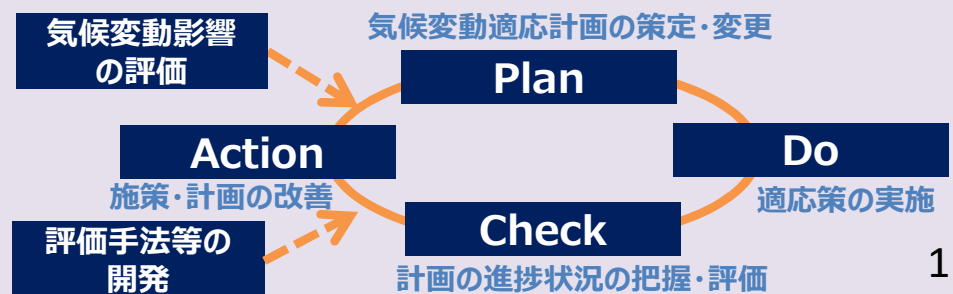 気候変動影響
の評価
気候変動適応計画の策定・変更
Plan
Action
施策・計画の改善
Do
適応策の実施
評価手法等の
開発
Check
計画の進捗状況の把握・評価
1